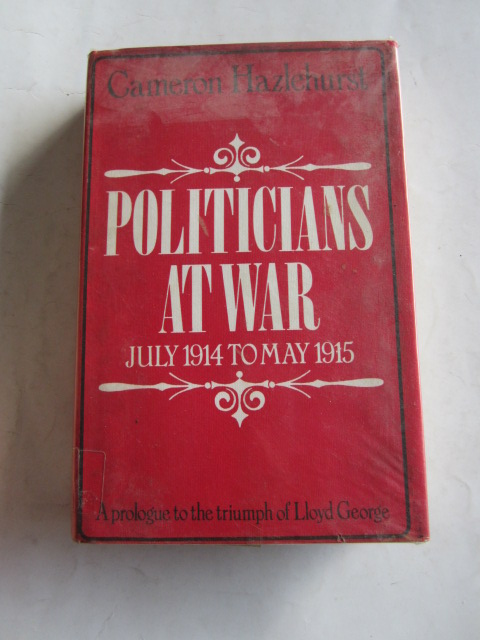 Cameron Hazlehurst
POLITICIANS
AT WAR
JULY 1914 TO MAY 1915
A prologue to the triumph of Lloyd George